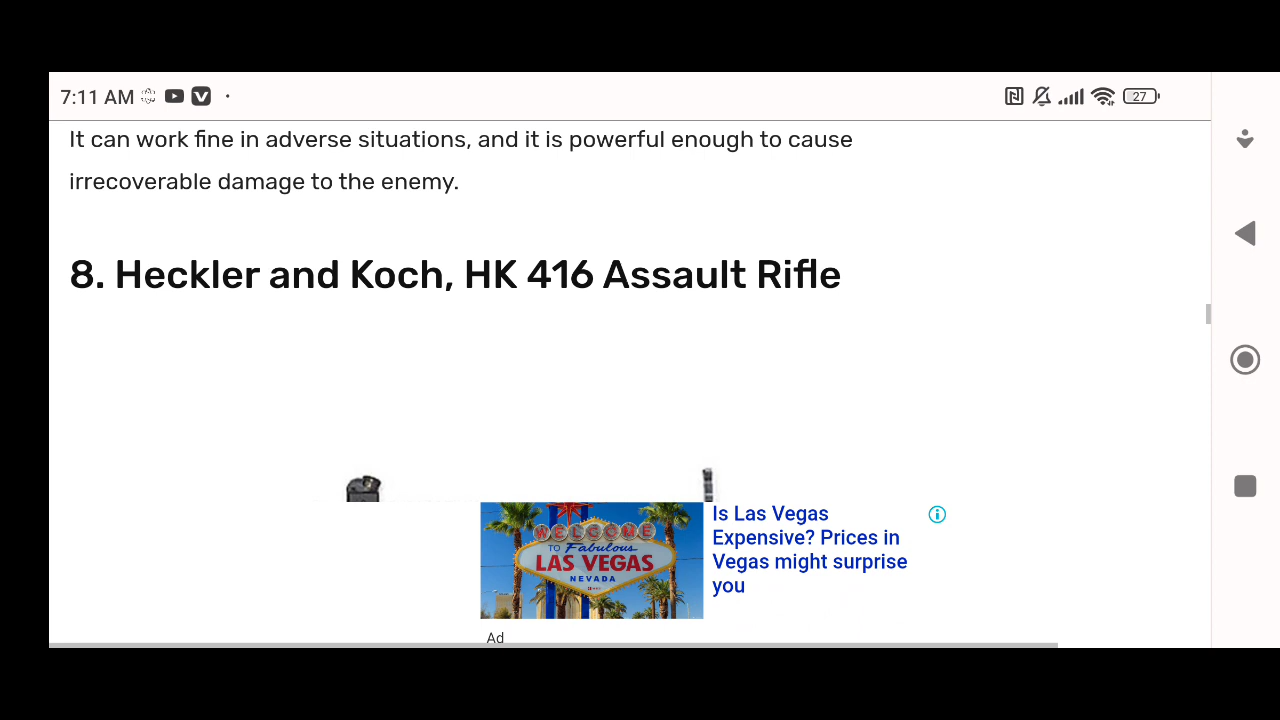 7:11 AM
27
It can work fine in adverse situations, and it is powerful enough to cause
irrecoverable damage to the enemy.
8. Heckler and Koch, HK 416 Assault Rifle
WELCOME
TO Fabulous
LAS VEGAS
NEVADA
Is Las Vegas
Expensive? Prices in
Vegas might surprise
you
Ad